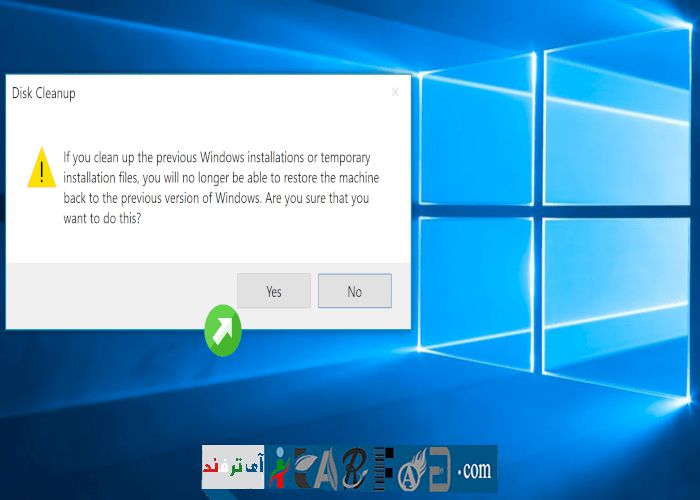 Disk Cleanup
X
If you clean up the previous Windows installations or temporary
installation files, you will no longer be able to restore the machine
back to the previous version of Windows. Are you sure that you
want to do this?
Yes
No
آی ترفند
.com